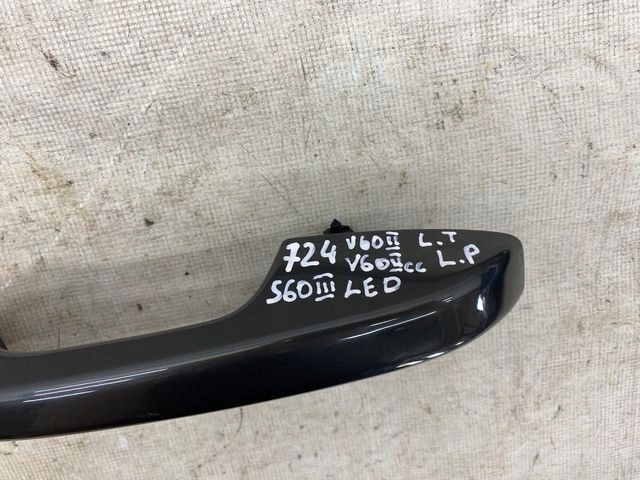 724 V60II L.T
V60IIcc L.P
S60III LED